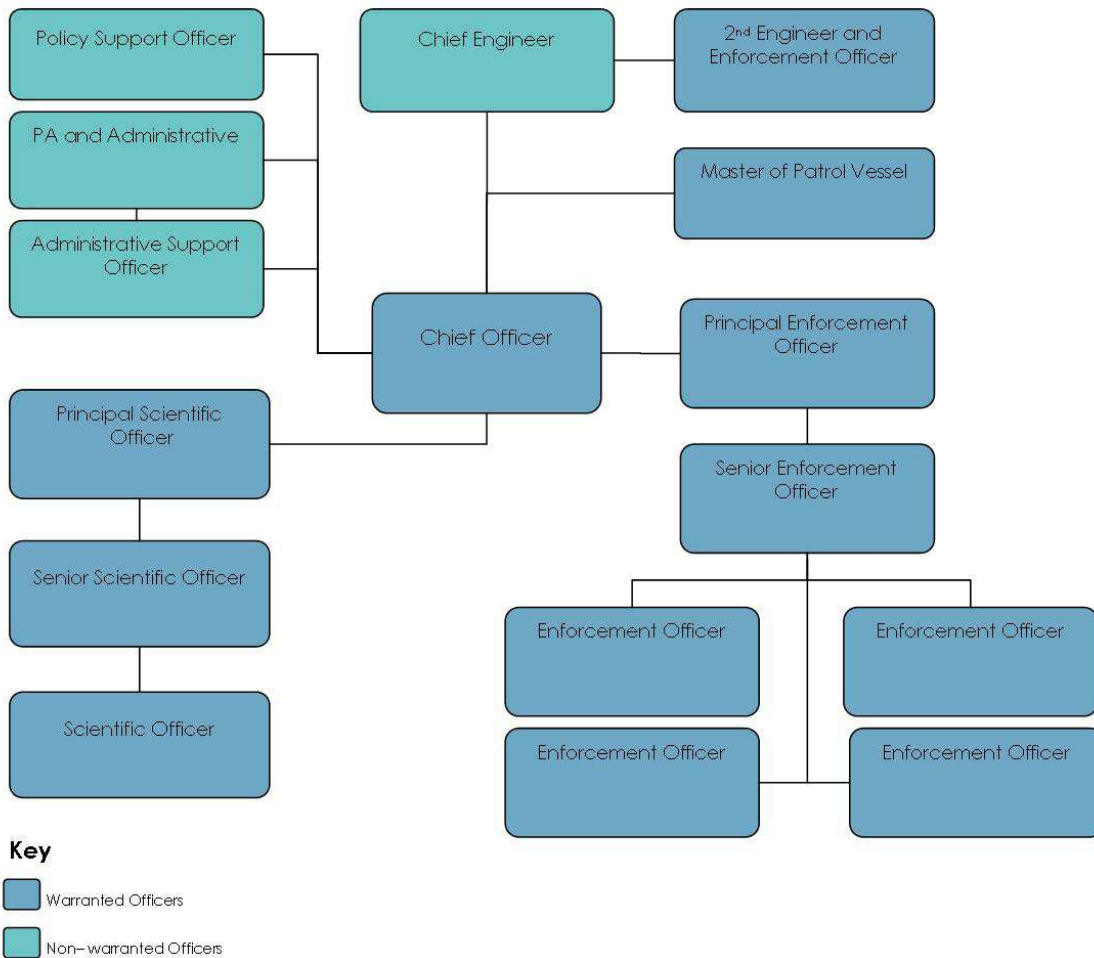 Policy Support Officer
Chief Engineer
2nd Engineer and
Enforcement Officer
PA and Administrative
Master of Patrol Vessel
Administrative Support
Officer
Chief Officer
Principal Enforcement
Officer
Principal Scientific
Officer
Senior Enforcement
Officer
Senior Scientific Officer
Enforcement Officer
Enforcement Officer
Scientific Officer
Enforcement Officer
Enforcement Officer
Key
Warranted Officers
Non-warranted Officers